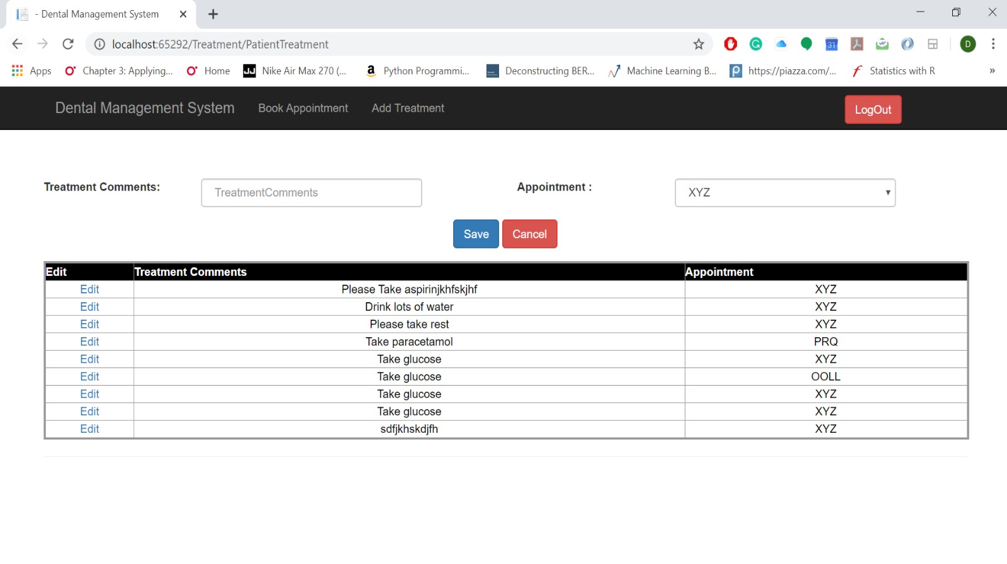 - Dental Management System
localhost:65292/Treatment/PatientTreatment
D
Apps Chapter 3: Applying... Home JJ Nike Air Max 270 (... a Python Programmi... Deconstructing BER... Machine Learning B... https://piazza.com/... Statistics with R »
Dental Management System Book Appointment Add Treatment LogOut
Treatment Comments: TreatmentComments Appointment : XYZ
Save Cancel
Edit Treatment Comments Appointment
Edit Please Take aspirinjkhfskjhf XYZ
Edit Drink lots of water XYZ
Edit Please take rest XYZ
Edit Take paracetamol PRQ
Edit Take glucose XYZ
Edit Take glucose OOLL
Edit Take glucose XYZ
Edit Take glucose XYZ
Edit sdfjkhskdjfh XYZ